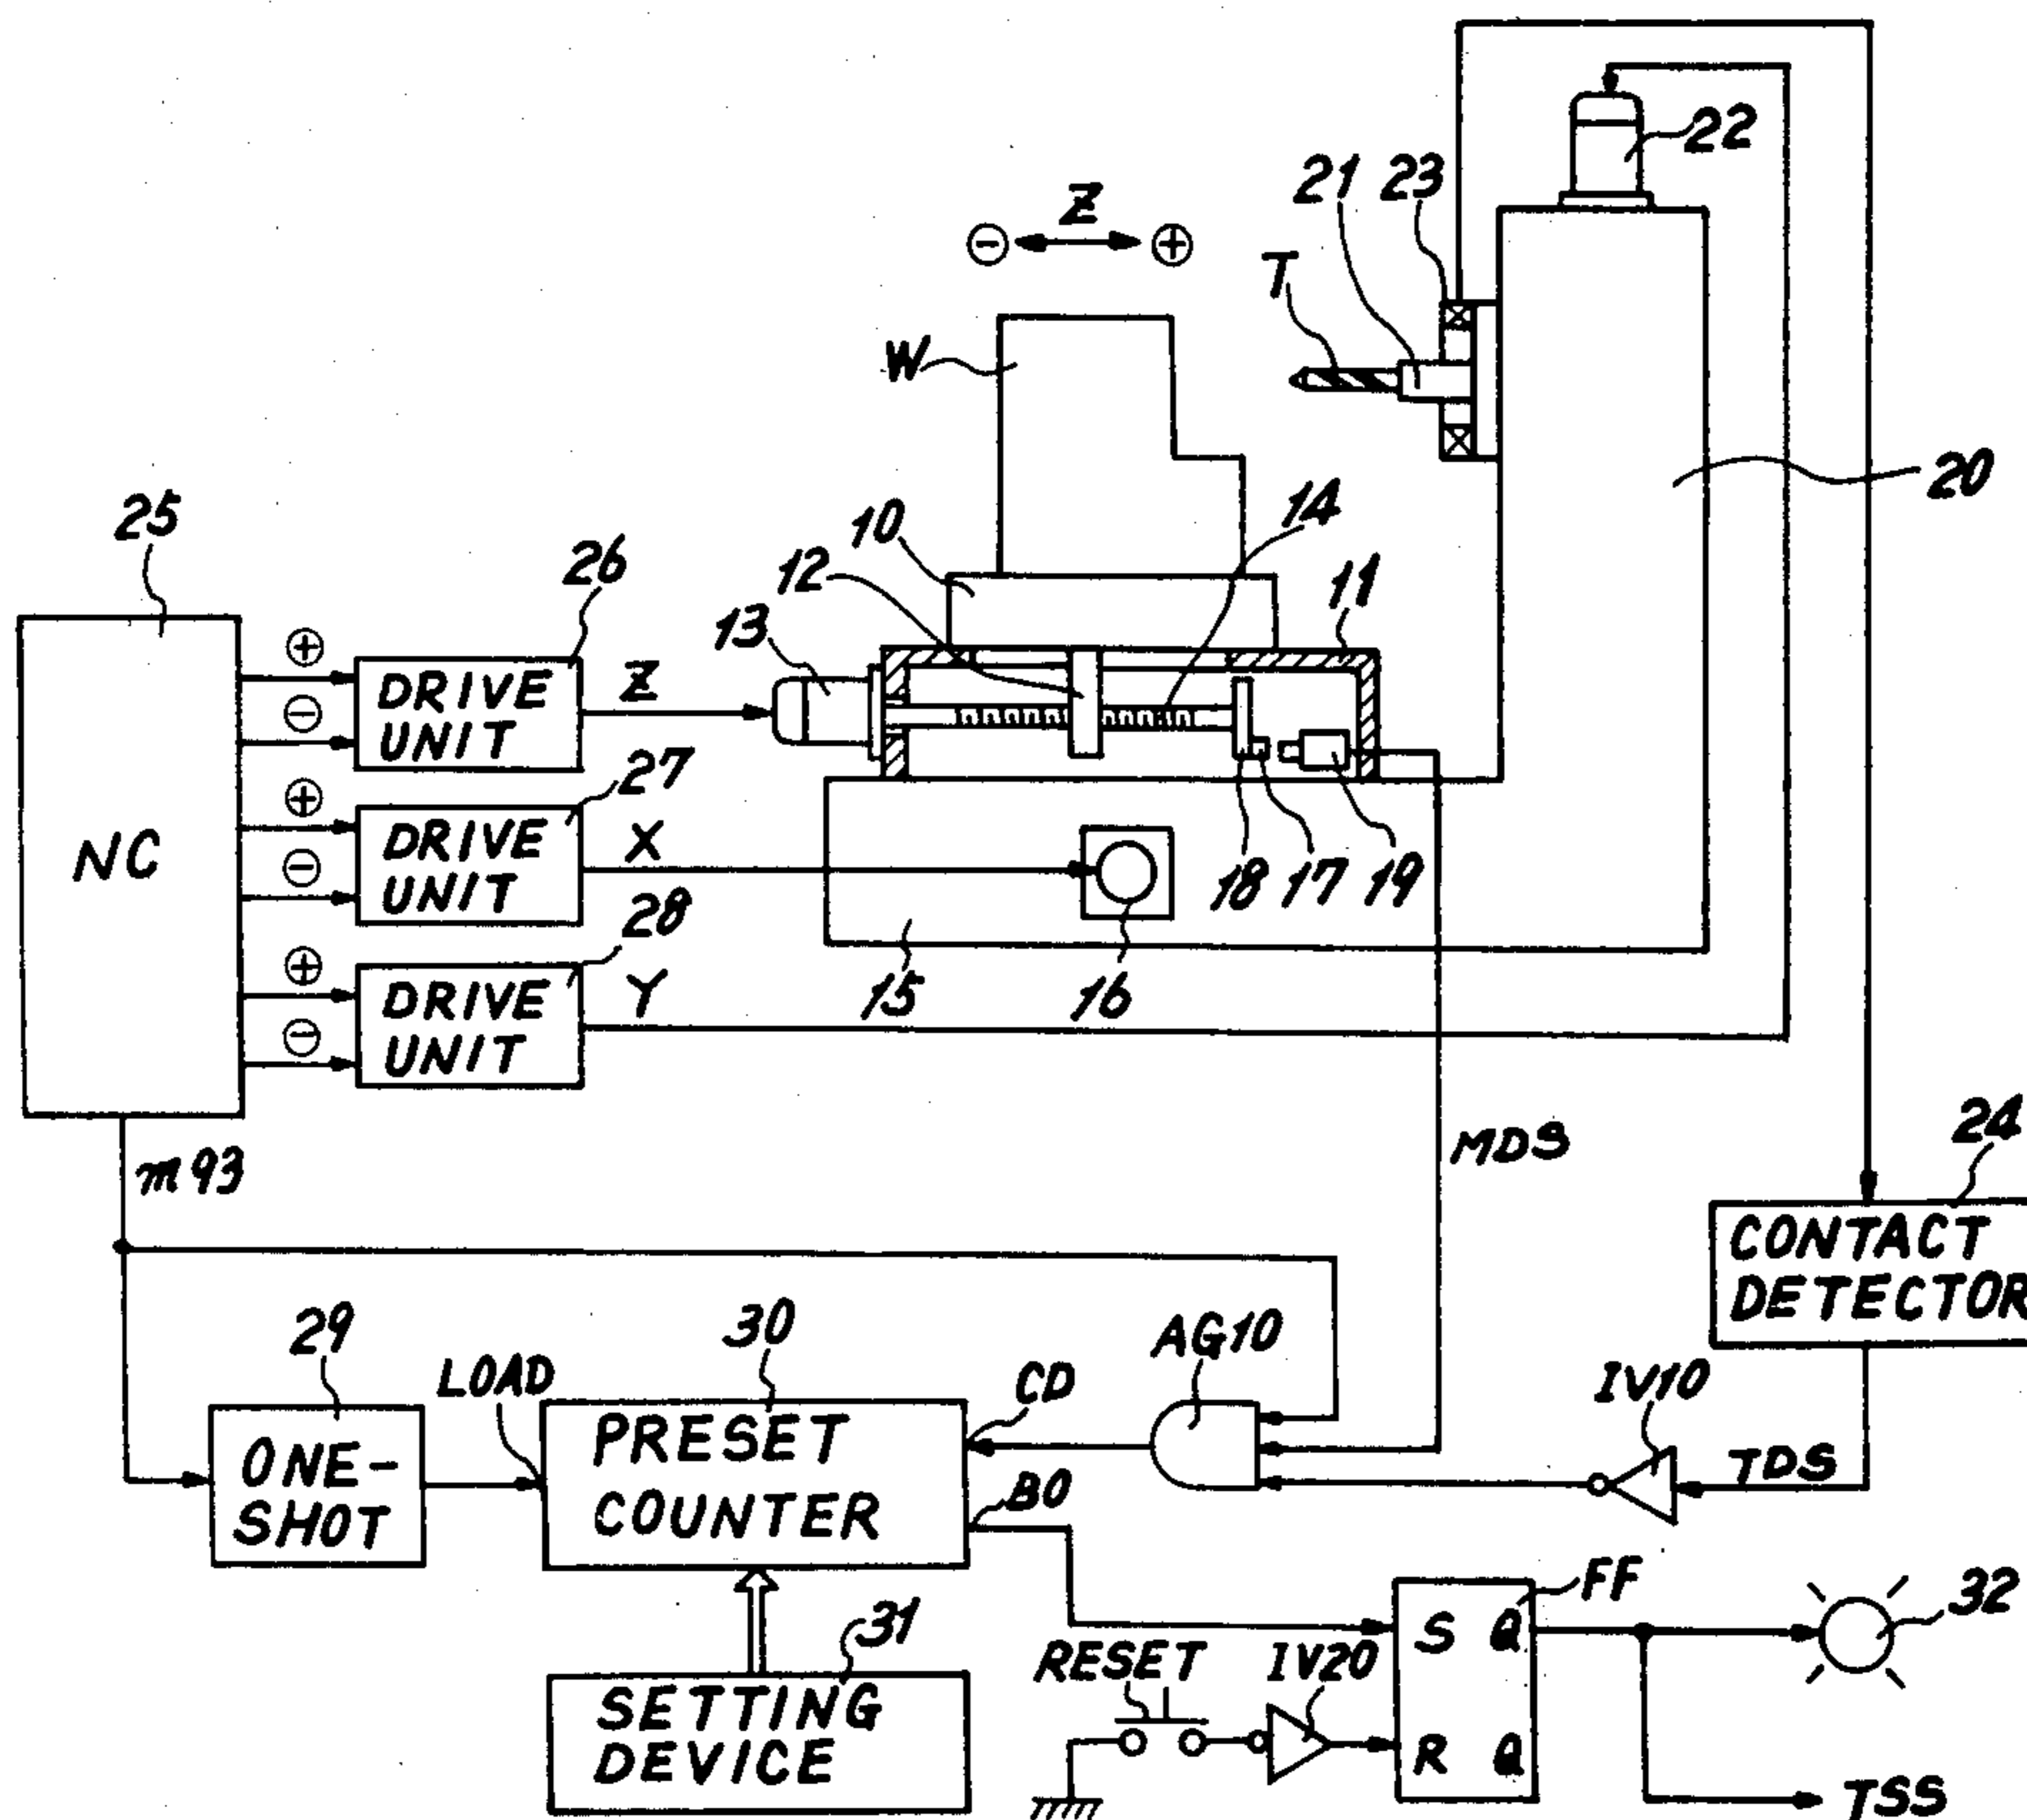 22
21 23
⊖ Z ⊕
T
W
20
25
14
10
26
12
11
13
⊕
DRIVE
UNIT
Z
⊖
27
⊕
NC
DRIVE
UNIT
X
⊖
18 17 19
28
⊕
DRIVE
UNIT
Y
⊖
15
16
24
MDS
m93
CONTACT
DETECTOR
29
30
AG10
LOAD
CD
IV10
PRESET
COUNTER
ONE-
SHOT
TDS
BO
FF
31
S Q
32
RESET
IV20
SETTING
DEVICE
R Q
TSS